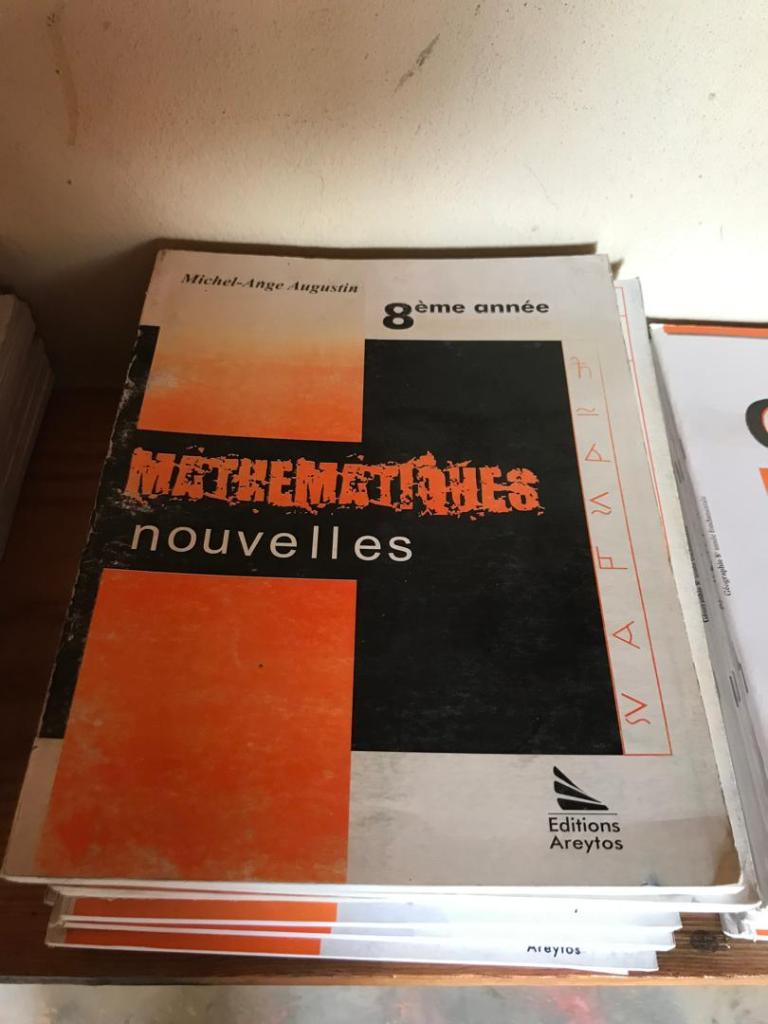 Michel-Ange Augustin
8ème année
MATHEMATIQUES
nouvelles
Editions
Areytos
Areytos